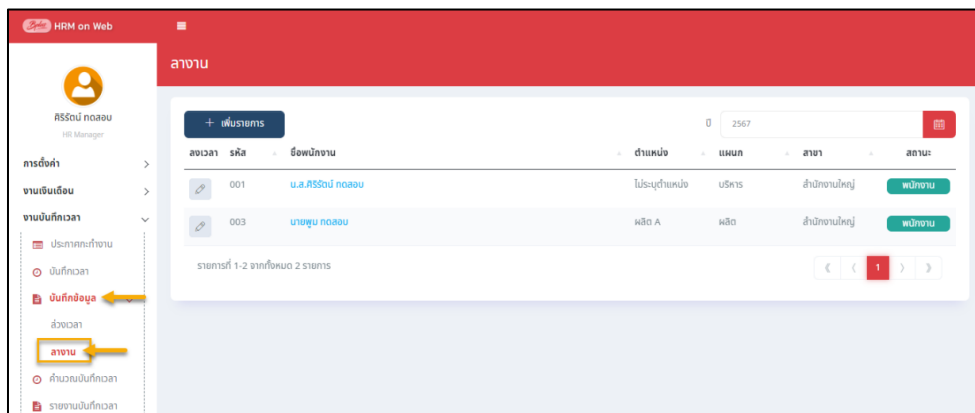 HRM on Web
ลางาน
ศิริรัตน์ ทดสอบ
HR Manager
การตั้งค่า
งานเงินเดือน
งานบันทึกเวลา
ประกาศกะทำงาน
บันทึกเวลา
บันทึกข้อมูล
ล่วงเวลา
ลางาน
คำนวณบันทึกเวลา
รายงานบันทึกเวลา
+ เพิ่มรายการ
ปี 2567
ลงเวลา รหัส ชื่อพนักงาน ตำแหน่ง แผนก สาขา สถานะ
001 น.ส.ศิริรัตน์ ทดสอบ ไม่ระบุตำแหน่ง บริหาร สำนักงานใหญ่ พนักงาน
003 นายพูม ทดสอบ ผลิต A ผลิต สำนักงานใหญ่ พนักงาน
รายการที่ 1-2 จากทั้งหมด 2 รายการ
1